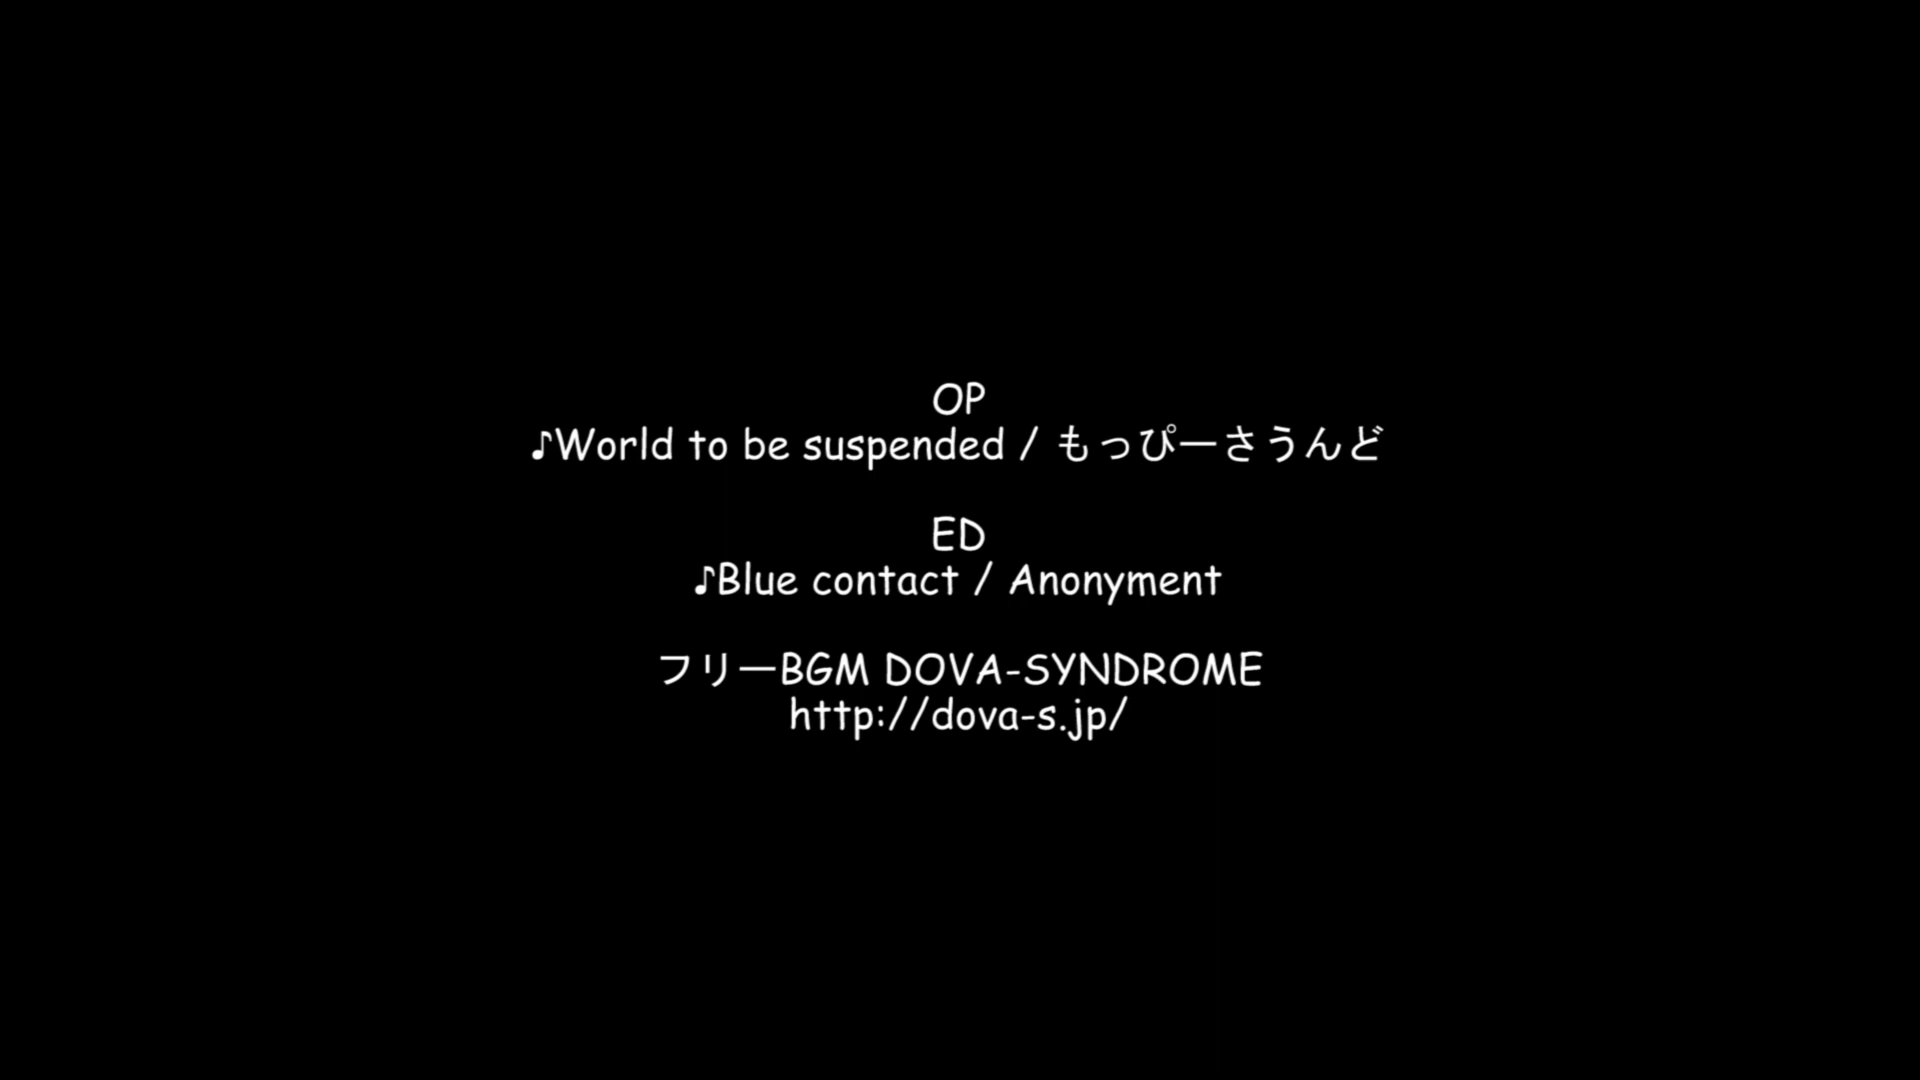 OP
♪World to be suspended / もっぴーさうんど
ED
♪Blue contact / Anonyment
フリーBGM DOVA-SYNDROME
http://dova-s.jp/